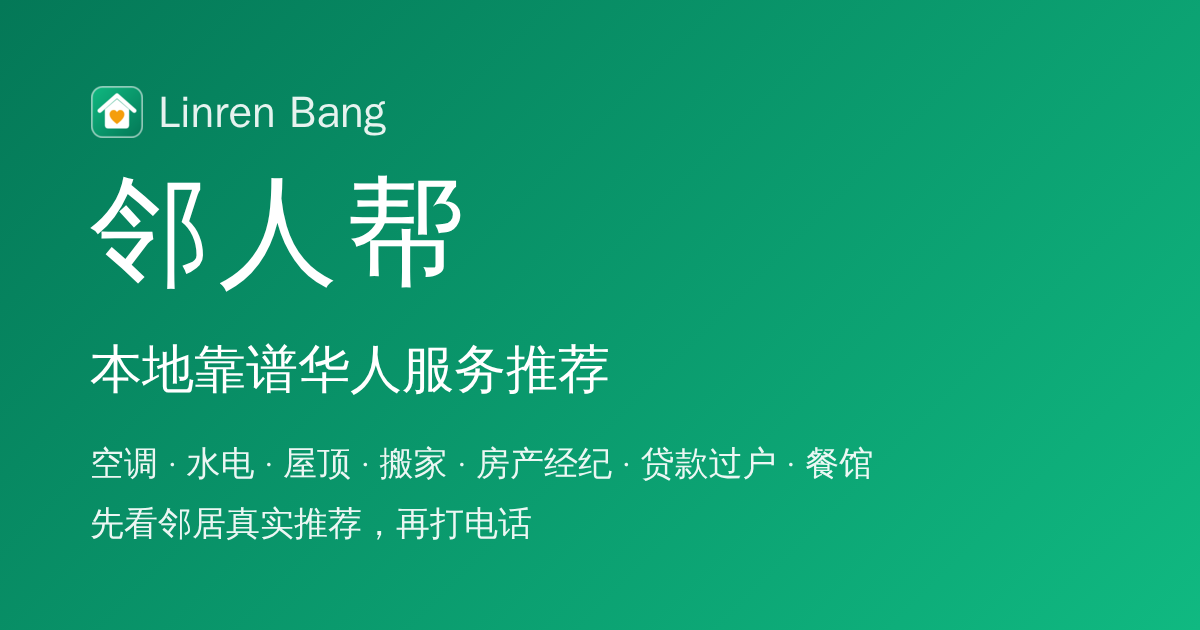 Linren Bang
邻人帮
本地靠谱华人服务推荐
空调 · 水电 · 屋顶 · 搬家 · 房产经纪 · 贷款过户 · 餐馆
先看邻居真实推荐，再打电话